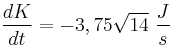 dK/dt = −3,75√14 J/s